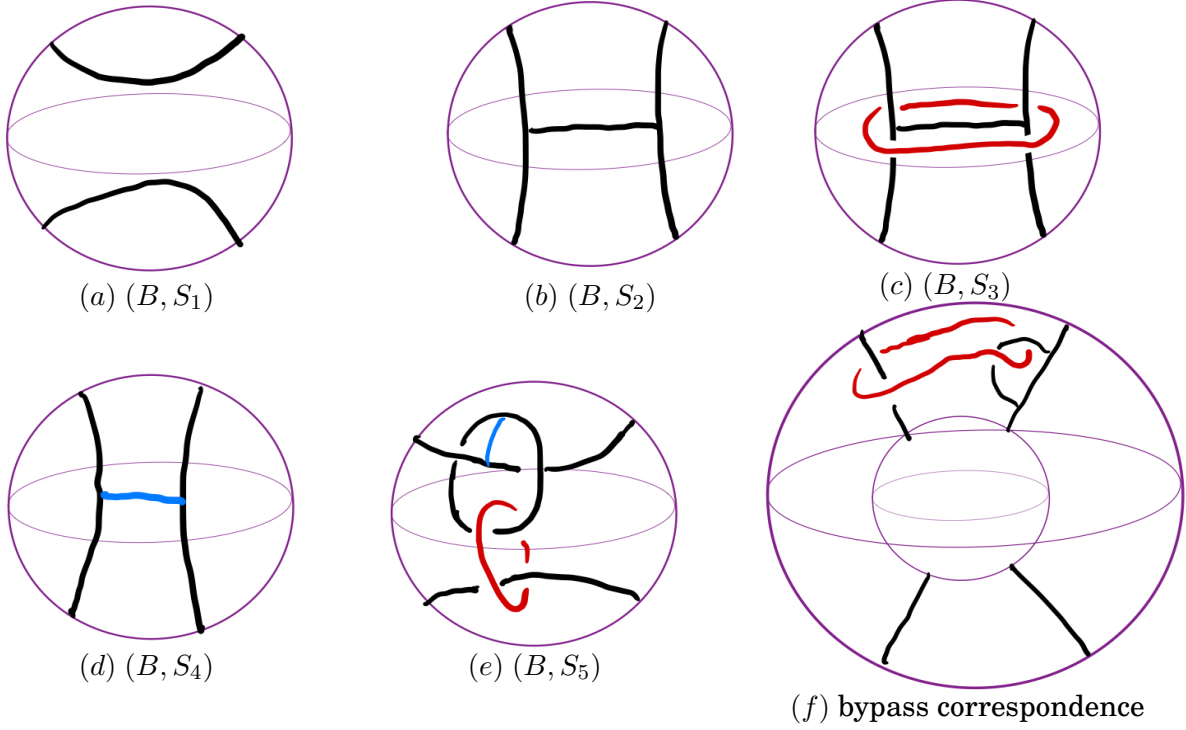 (a) (B, S₁)
(b) (B, S₂)
(c) (B, S₃)
(d) (B, S₄)
(e) (B, S₅)
(f) bypass correspondence